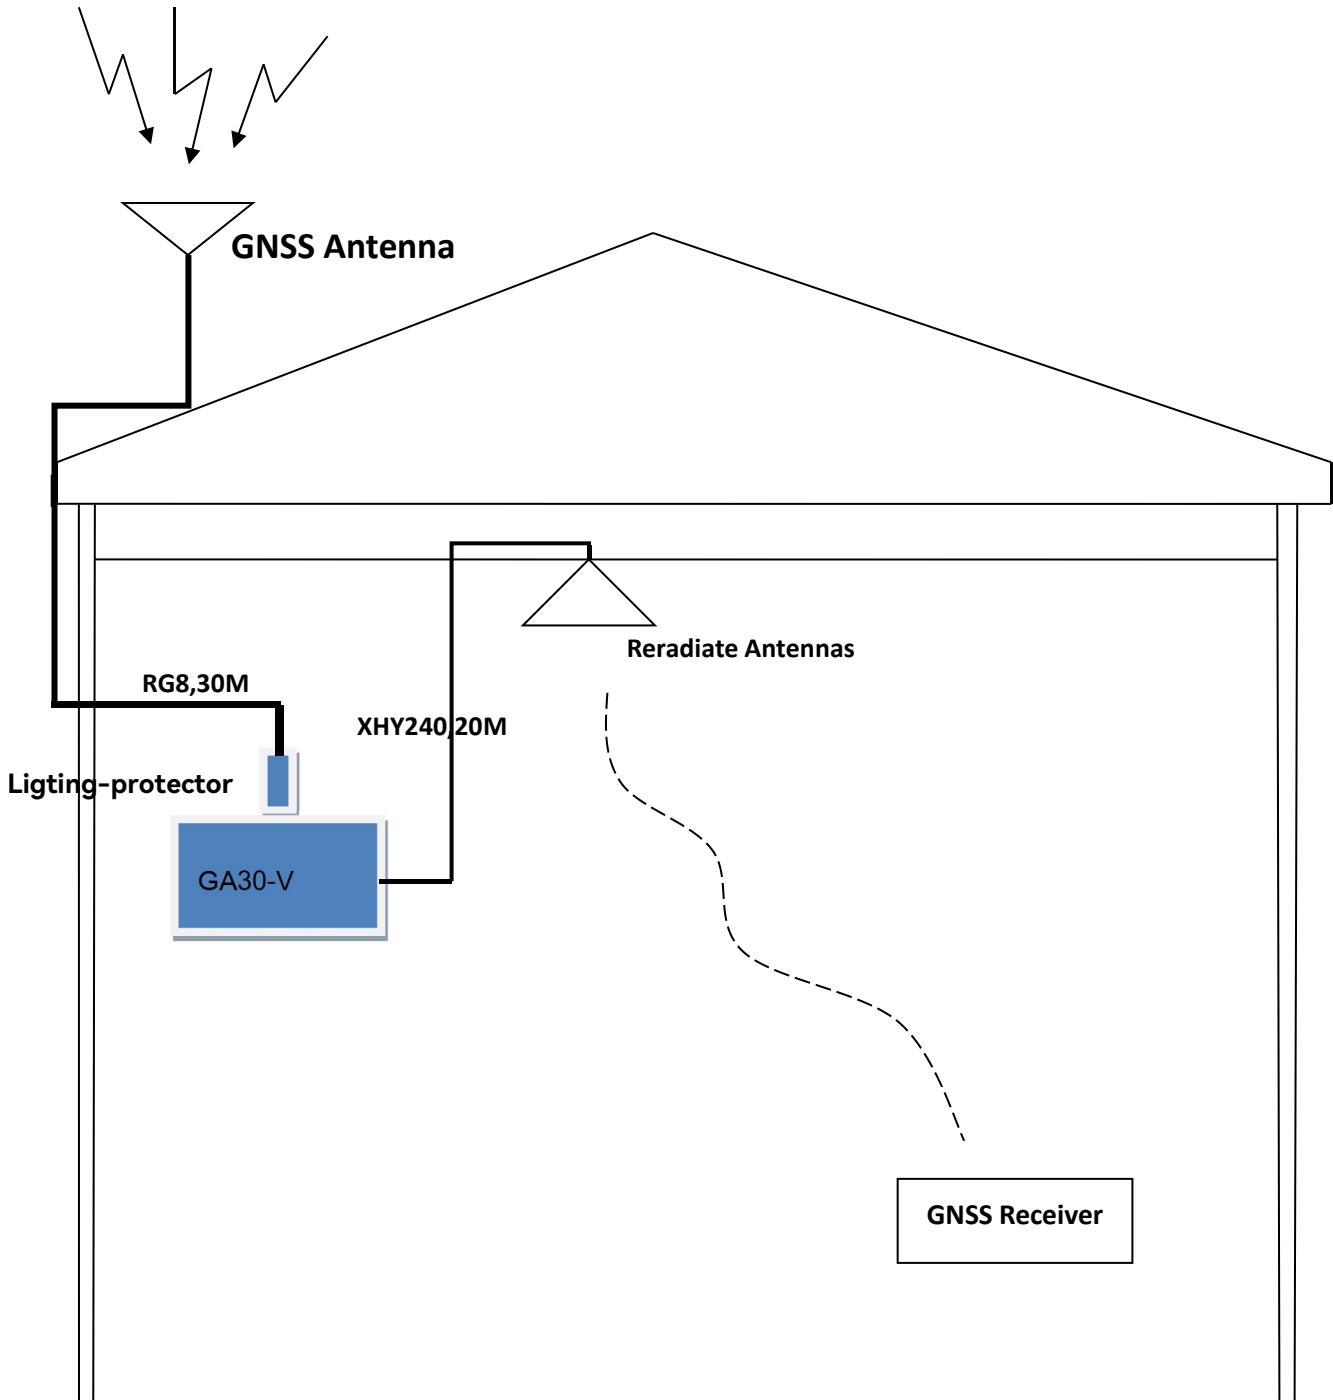 GNSS Antenna
Reradiate Antennas
RG8,30M
XHY240,20M
Ligting-protector
GA30-V
GNSS Receiver